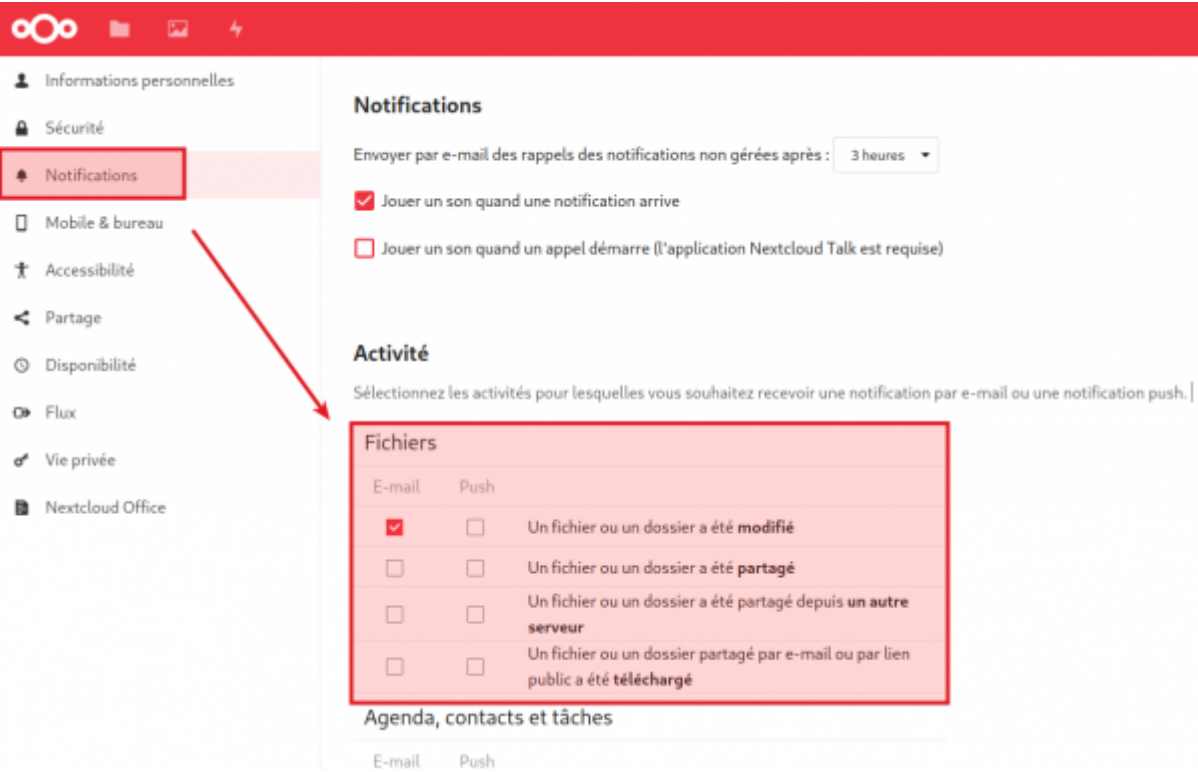 Informations personnelles
Sécurité
Notifications
Mobile & bureau
Accessibilité
Partage
Disponibilité
Flux
Vie privée
Nextcloud Office
Notifications
Envoyer par e-mail des rappels des notifications non gérées après : 3 heures
Jouer un son quand une notification arrive
Jouer un son quand un appel démarre (l'application Nextcloud Talk est requise)
Activité
Sélectionnez les activités pour lesquelles vous souhaitez recevoir une notification par e-mail ou une notification push.
Fichiers
E-mail Push
Un fichier ou un dossier a été modifié
Un fichier ou un dossier a été partagé
Un fichier ou un dossier a été partagé depuis un autre
serveur
Un fichier ou un dossier partagé par e-mail ou par lien
public a été téléchargé
Agenda, contacts et tâches
E-mail Push